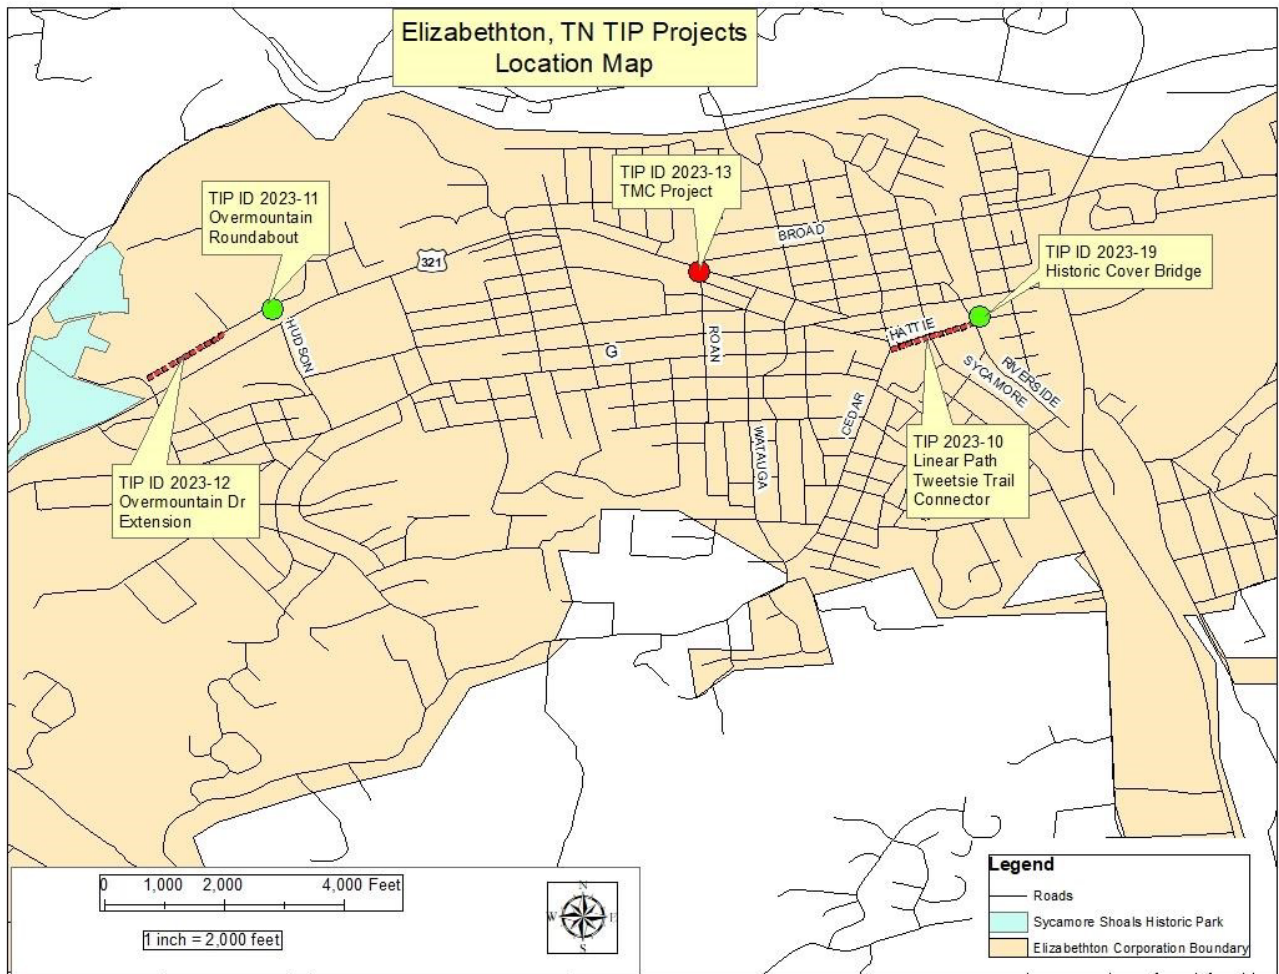 Elizabethton, TN TIP Projects
Location Map
TIP ID 2023-13
TMC Project
TIP ID 2023-11
Overmountain
Roundabout
BROAD
TIP ID 2023-19
Historic Cover Bridge
321
HATTIE
HUDSON
ROAN
G
RIVERSIDE
SYCAMORE
CEDAR
WATAUGA
TIP 2023-10
Linear Path
Tweetsie Trail
Connector
TIP ID 2023-12
Overmountain Dr
Extension
0 1,000 2,000 4,000 Feet
1 inch = 2,000 feet
N
W E
S
Legend
Roads
Sycamore Shoals Historic Park
Elizabethton Corporation Boundary